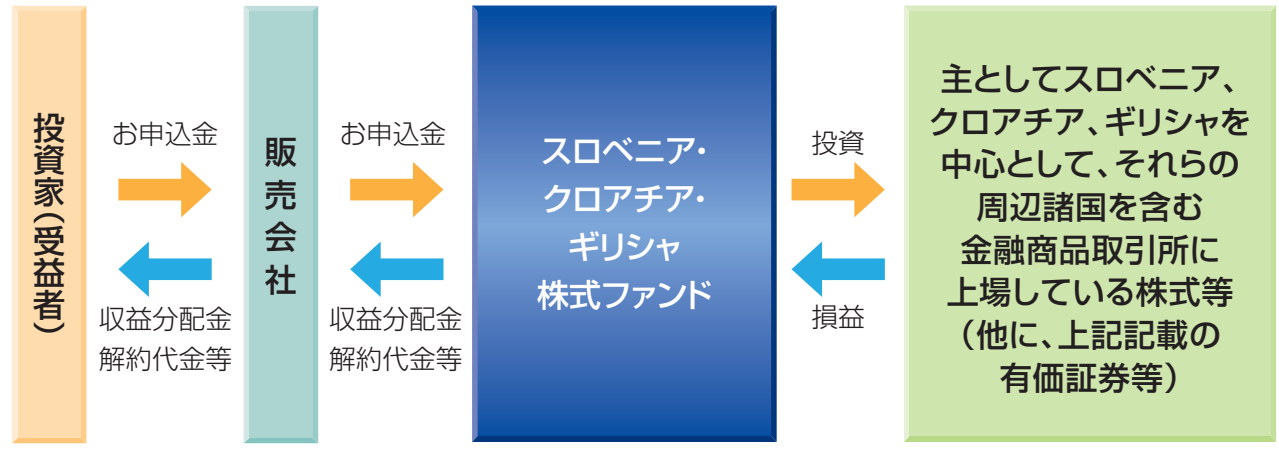 投資家（受益者）
お申込金
収益分配金
解約代金等
販売会社
お申込金
収益分配金
解約代金等
スロベニア・
クロアチア・
ギリシャ
株式ファンド
投資
損益
主としてスロベニア、
クロアチア、ギリシャを
中心として、それらの
周辺諸国を含む
金融商品取引所に
上場している株式等
（他に、上記記載の
有価証券等）